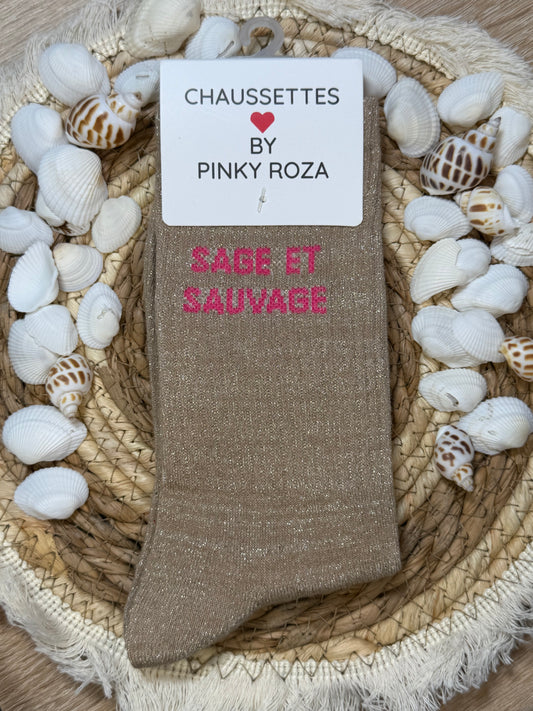 CHAUSSETTES
BY
PINKY ROZA
SAGE ET
SAUVAGE